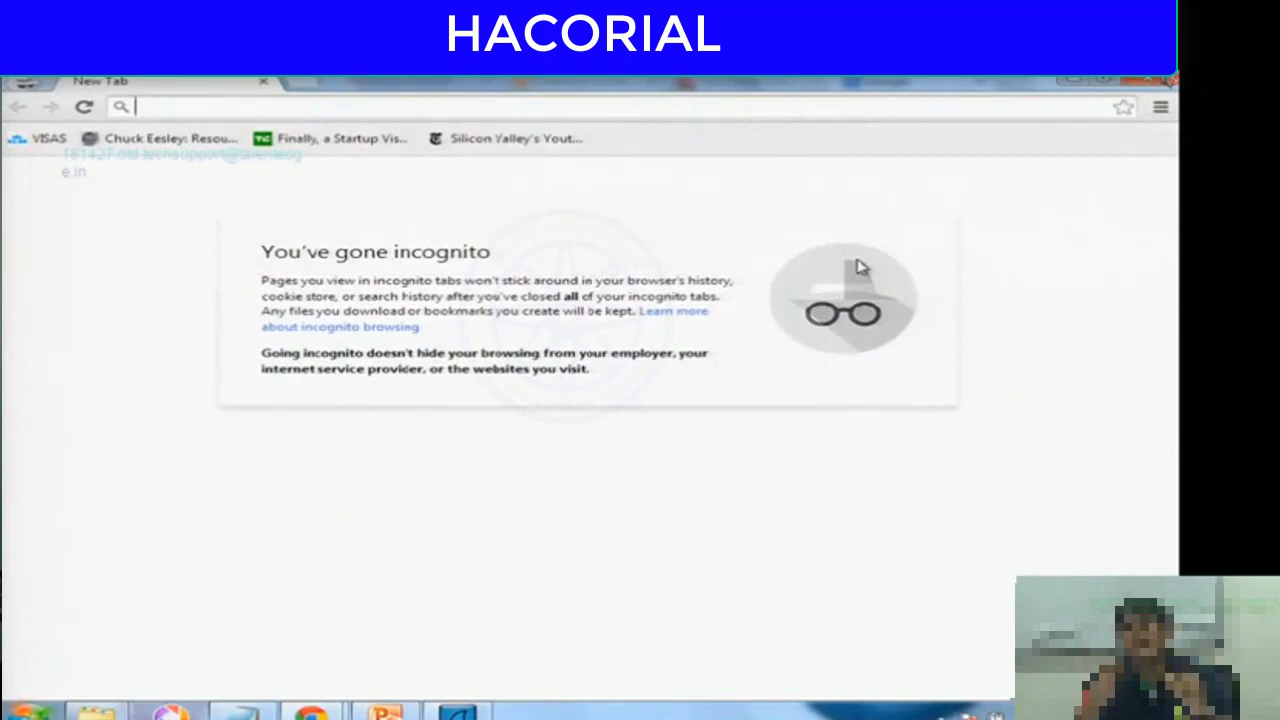 HACORIAL
New Tab
VISAS
Chuck Eesley: Resou...
Finally, a Startup Vis...
Silicon Valley's Yout...
e.in
You've gone incognito
Pages you view in incognito tabs won't stick around in your browser's history,
cookie store, or search history after you've closed all of your incognito tabs.
Any files you download or bookmarks you create will be kept. Learn more
about incognito browsing
Going incognito doesn't hide your browsing from your employer, your
internet service provider, or the websites you visit.